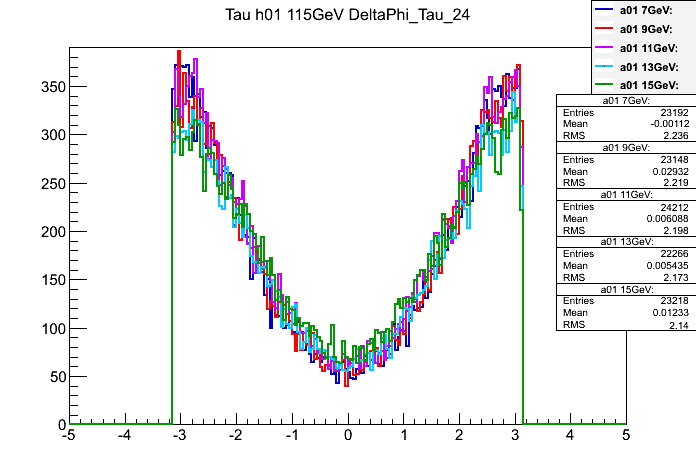 Tau h01 115GeV DeltaPhi_Tau_24
a01 7GeV:
a01 9GeV:
a01 11GeV:
a01 13GeV:
a01 15GeV:
a01 7GeV:
Entries 23192
Mean -0.00112
RMS 2.236
a01 9GeV:
Entries 23148
Mean 0.02932
RMS 2.219
a01 11GeV:
Entries 24212
Mean 0.006088
RMS 2.198
a01 13GeV:
Entries 22266
Mean 0.005435
RMS 2.173
a01 15GeV:
Entries 23218
Mean 0.01233
RMS 2.14
350
300
250
200
150
100
50
0
-5 -4 -3 -2 -1 0 1 2 3 4 5